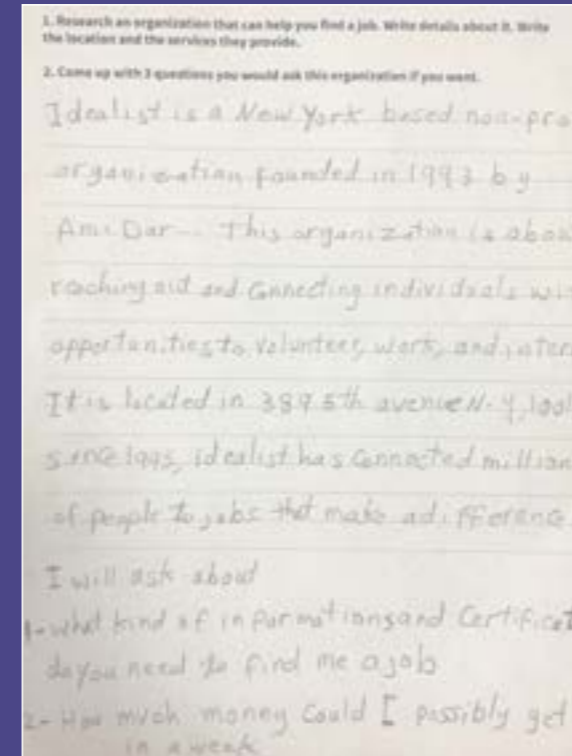 1. Research an organization that can help you find a job. Write details about it. Write
the location and the services they provide.
2. Come up with 3 questions you would ask this organization if you went.
Idealist is a New York based non-pro
organization founded in 1993 by
Ami Dar. This organization is abou
reaching out and connecting individuals wi
opportunities to volunteer, work, and inter
It is located in 389 5th avenue N.Y, 100
since 1995, idealist has connected million
of people to jobs that make a difference
I will ask about
1- what kind of informations and Certificat
do you need to find me a job
2- How much money could I possibly get
in a week